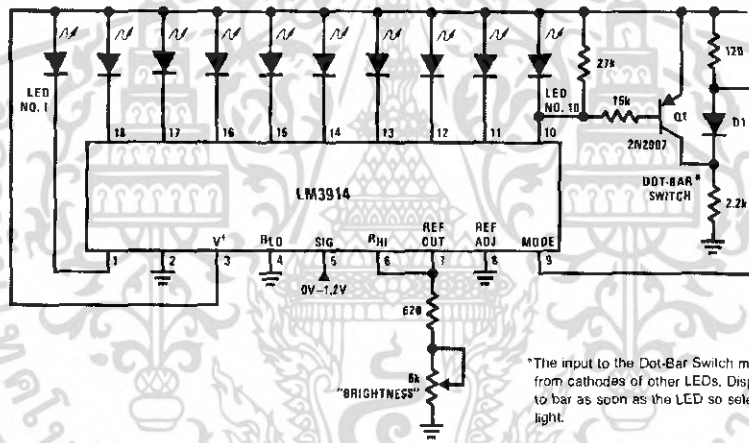 LED
NO. 1
LED
NO. 10
27k
15k
120
Q1
2N2907
D1
DOT-BAR*
SWITCH
2.2k
18 17 16 15 14 13 12 11 10
LM3914
V+ RLO SIG RHI REF OUT REF ADJ MODE
1 2 3 4 5 6 7 8 9
0V–1.2V
620
5k
"BRIGHTNESS"
*The input to the Dot-Bar Switch m
from cathodes of other LEDs. Disp
to bar as soon as the LED so sele
light.